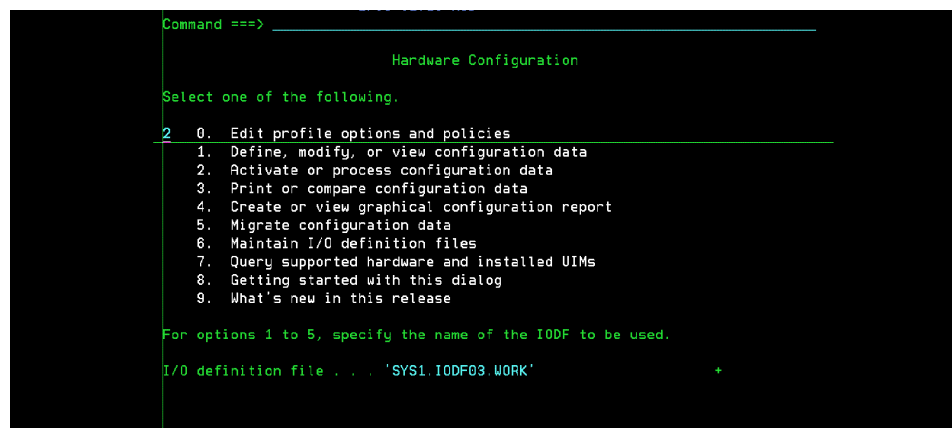 Command ===>
Hardware Configuration
Select one of the following.
2 0. Edit profile options and policies
1. Define, modify, or view configuration data
2. Activate or process configuration data
3. Print or compare configuration data
4. Create or view graphical configuration report
5. Migrate configuration data
6. Maintain I/O definition files
7. Query supported hardware and installed UIMs
8. Getting started with this dialog
9. What's new in this release
For options 1 to 5, specify the name of the IODF to be used.
I/O definition file . . . 'SYS1.IODF03.WORK' +